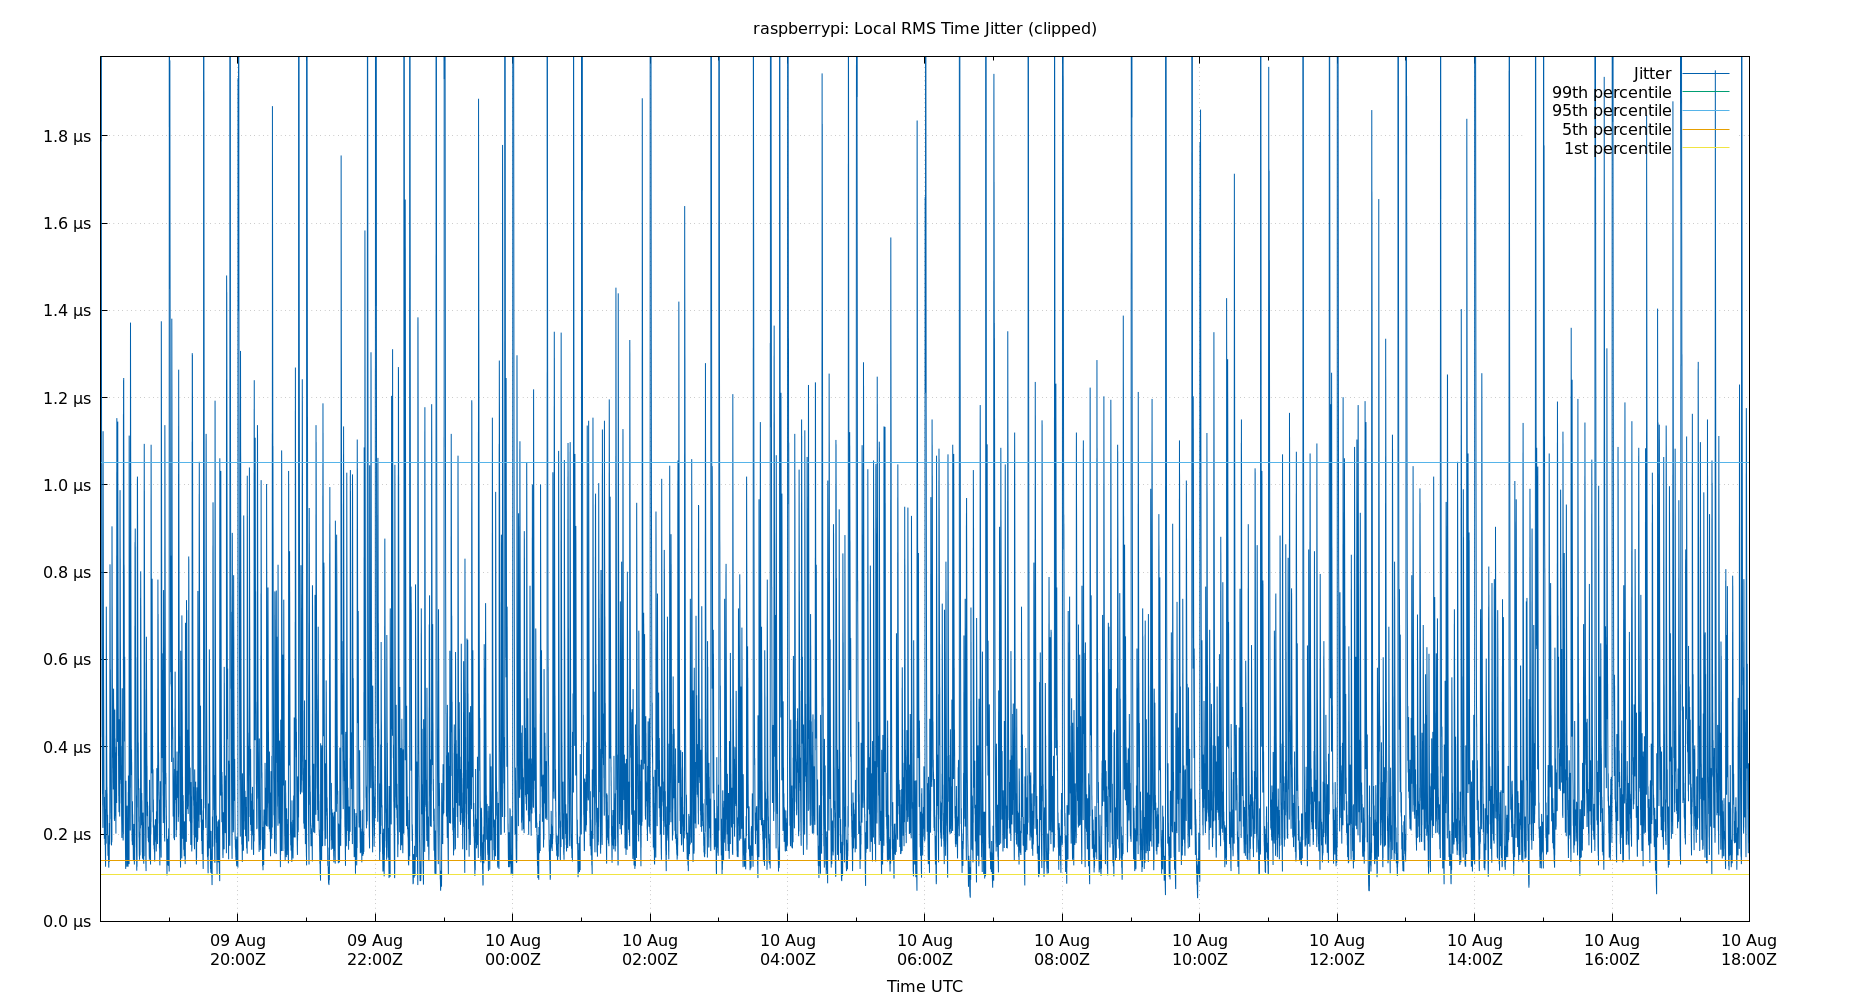 raspberrypi: Local RMS Time Jitter (clipped)
Jitter
99th percentile
95th percentile
5th percentile
1st percentile
1.8 μs
1.6 μs
1.4 μs
1.2 μs
1.0 μs
0.8 μs
0.6 μs
0.4 μs
0.2 μs
0.0 μs
09 Aug 09 Aug 10 Aug 10 Aug 10 Aug 10 Aug 10 Aug 10 Aug 10 Aug 10 Aug 10 Aug 10 Aug
20:00Z 22:00Z 00:00Z 02:00Z 04:00Z 06:00Z 08:00Z 10:00Z 12:00Z 14:00Z 16:00Z 18:00Z
Time UTC